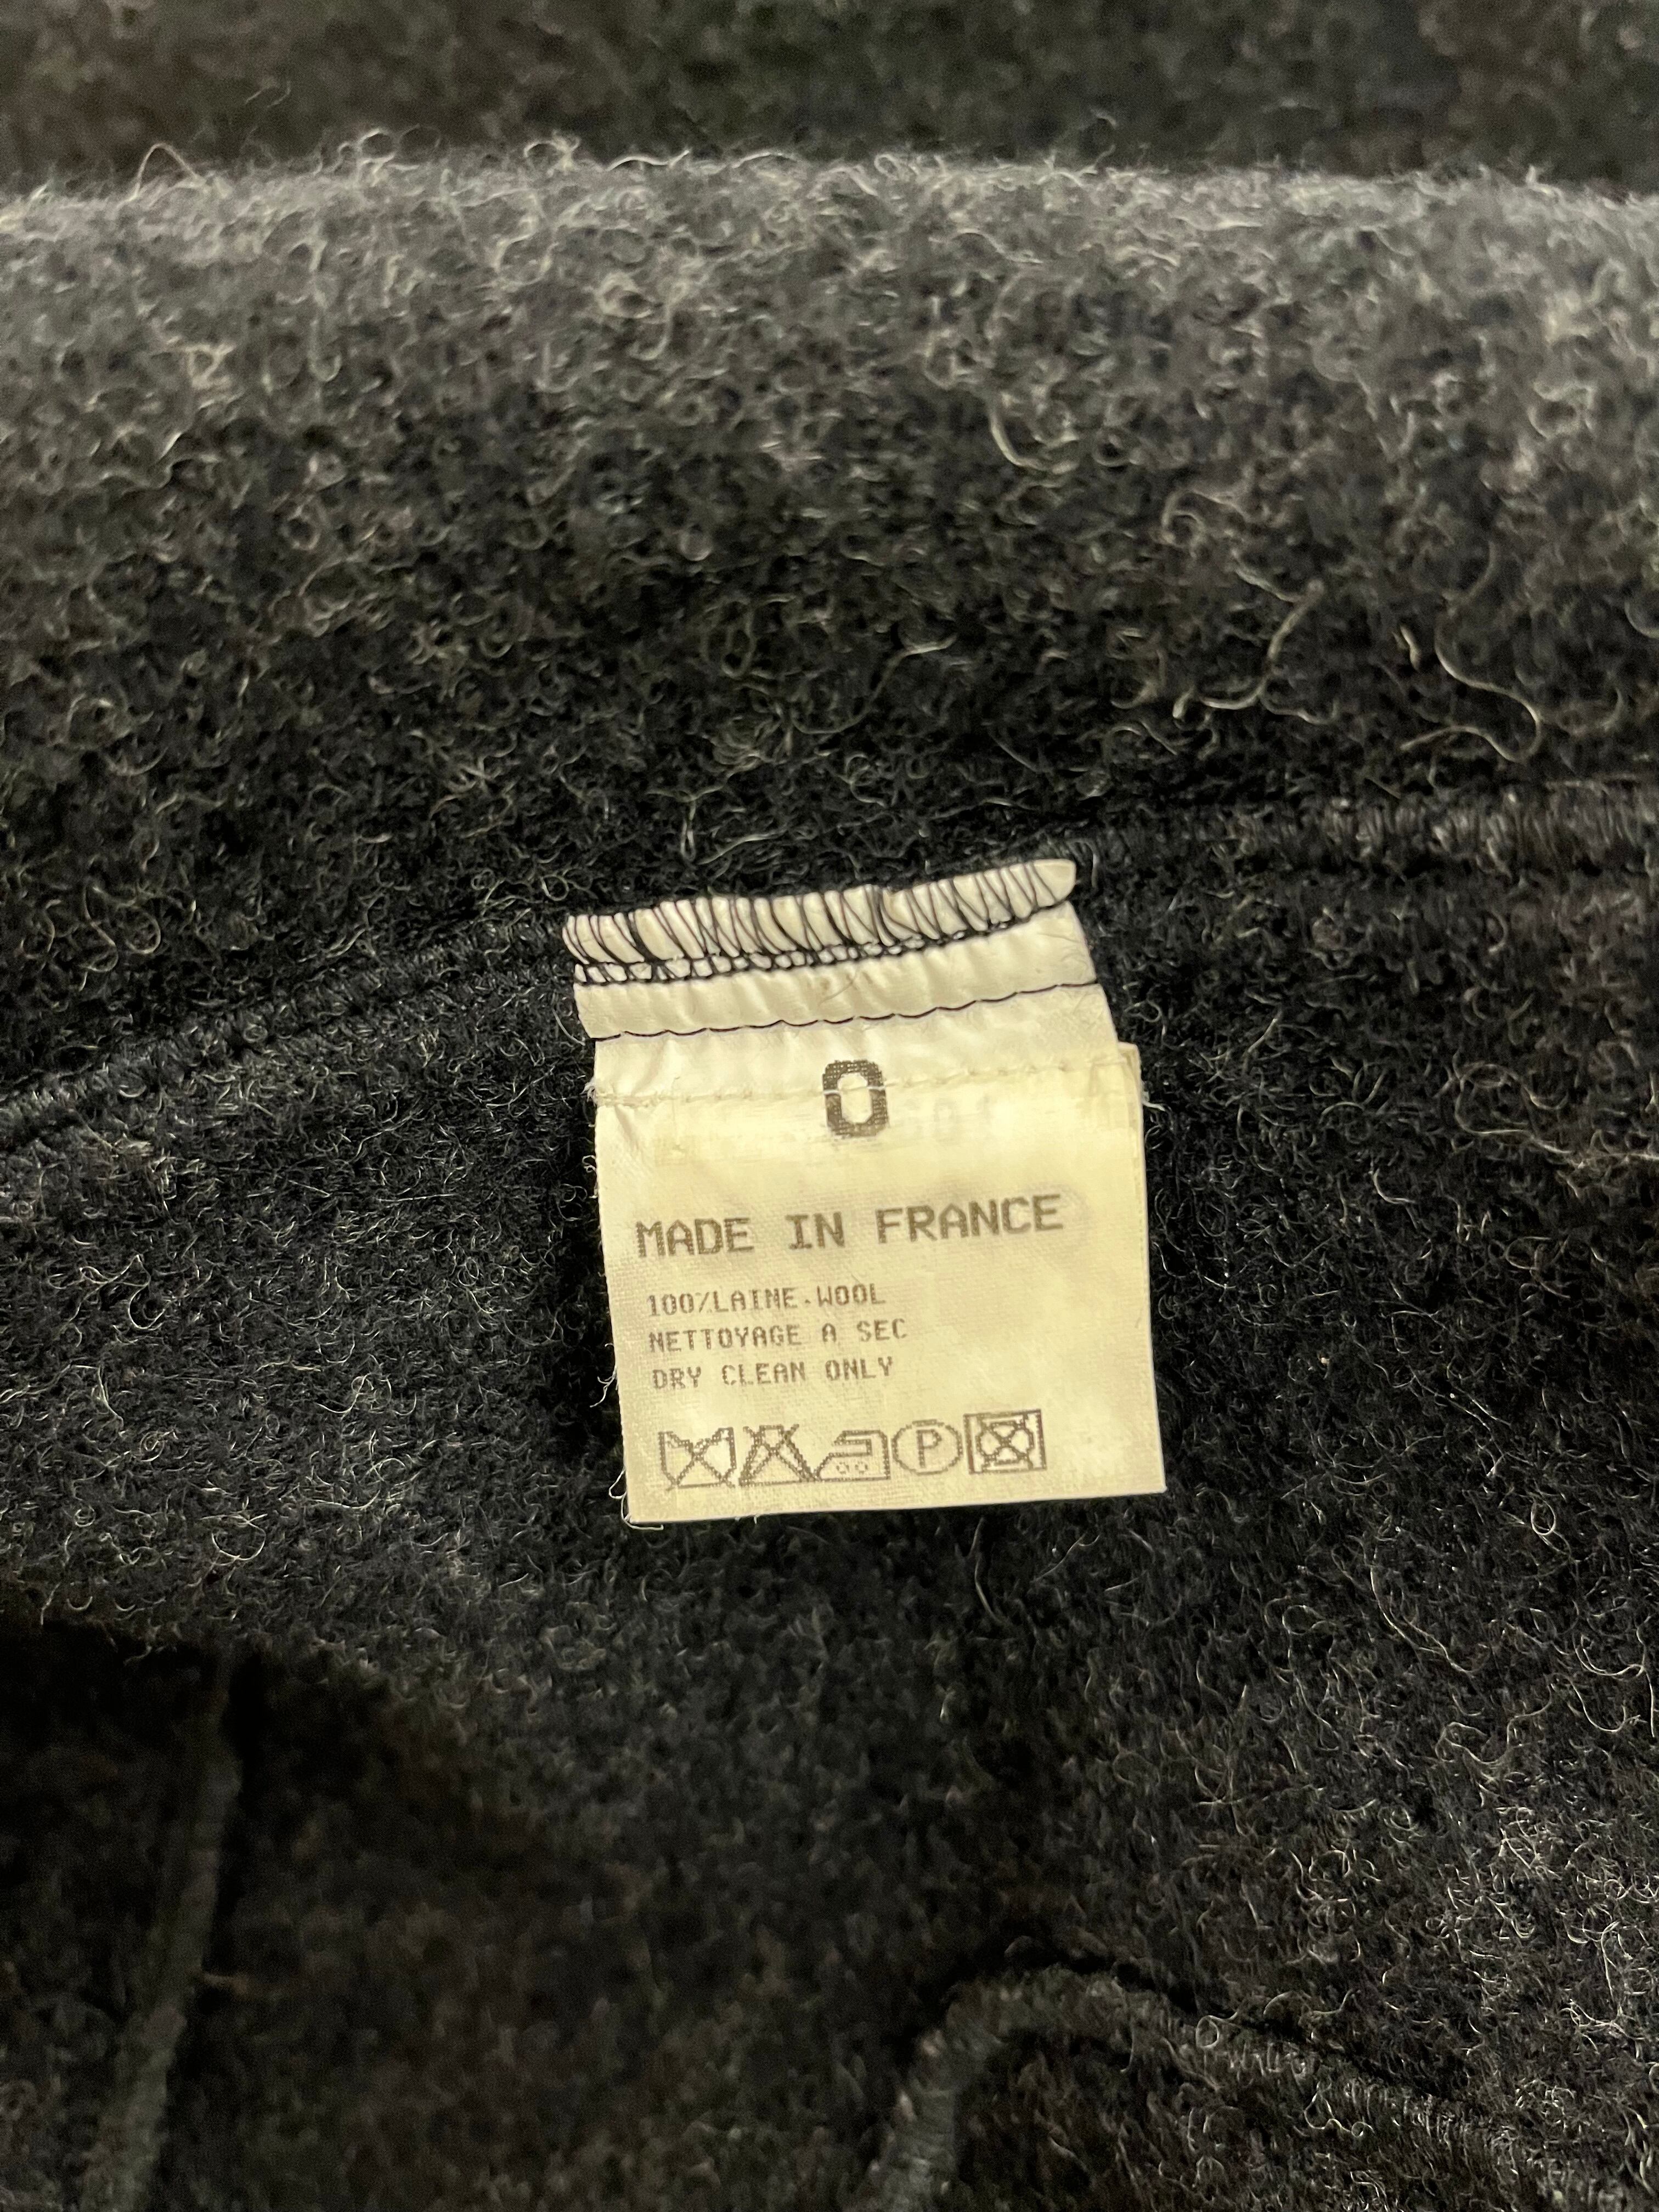 0
MADE IN FRANCE
100%LAINE.WOOL
NETTOYAGE A SEC
DRY CLEAN ONLY
P